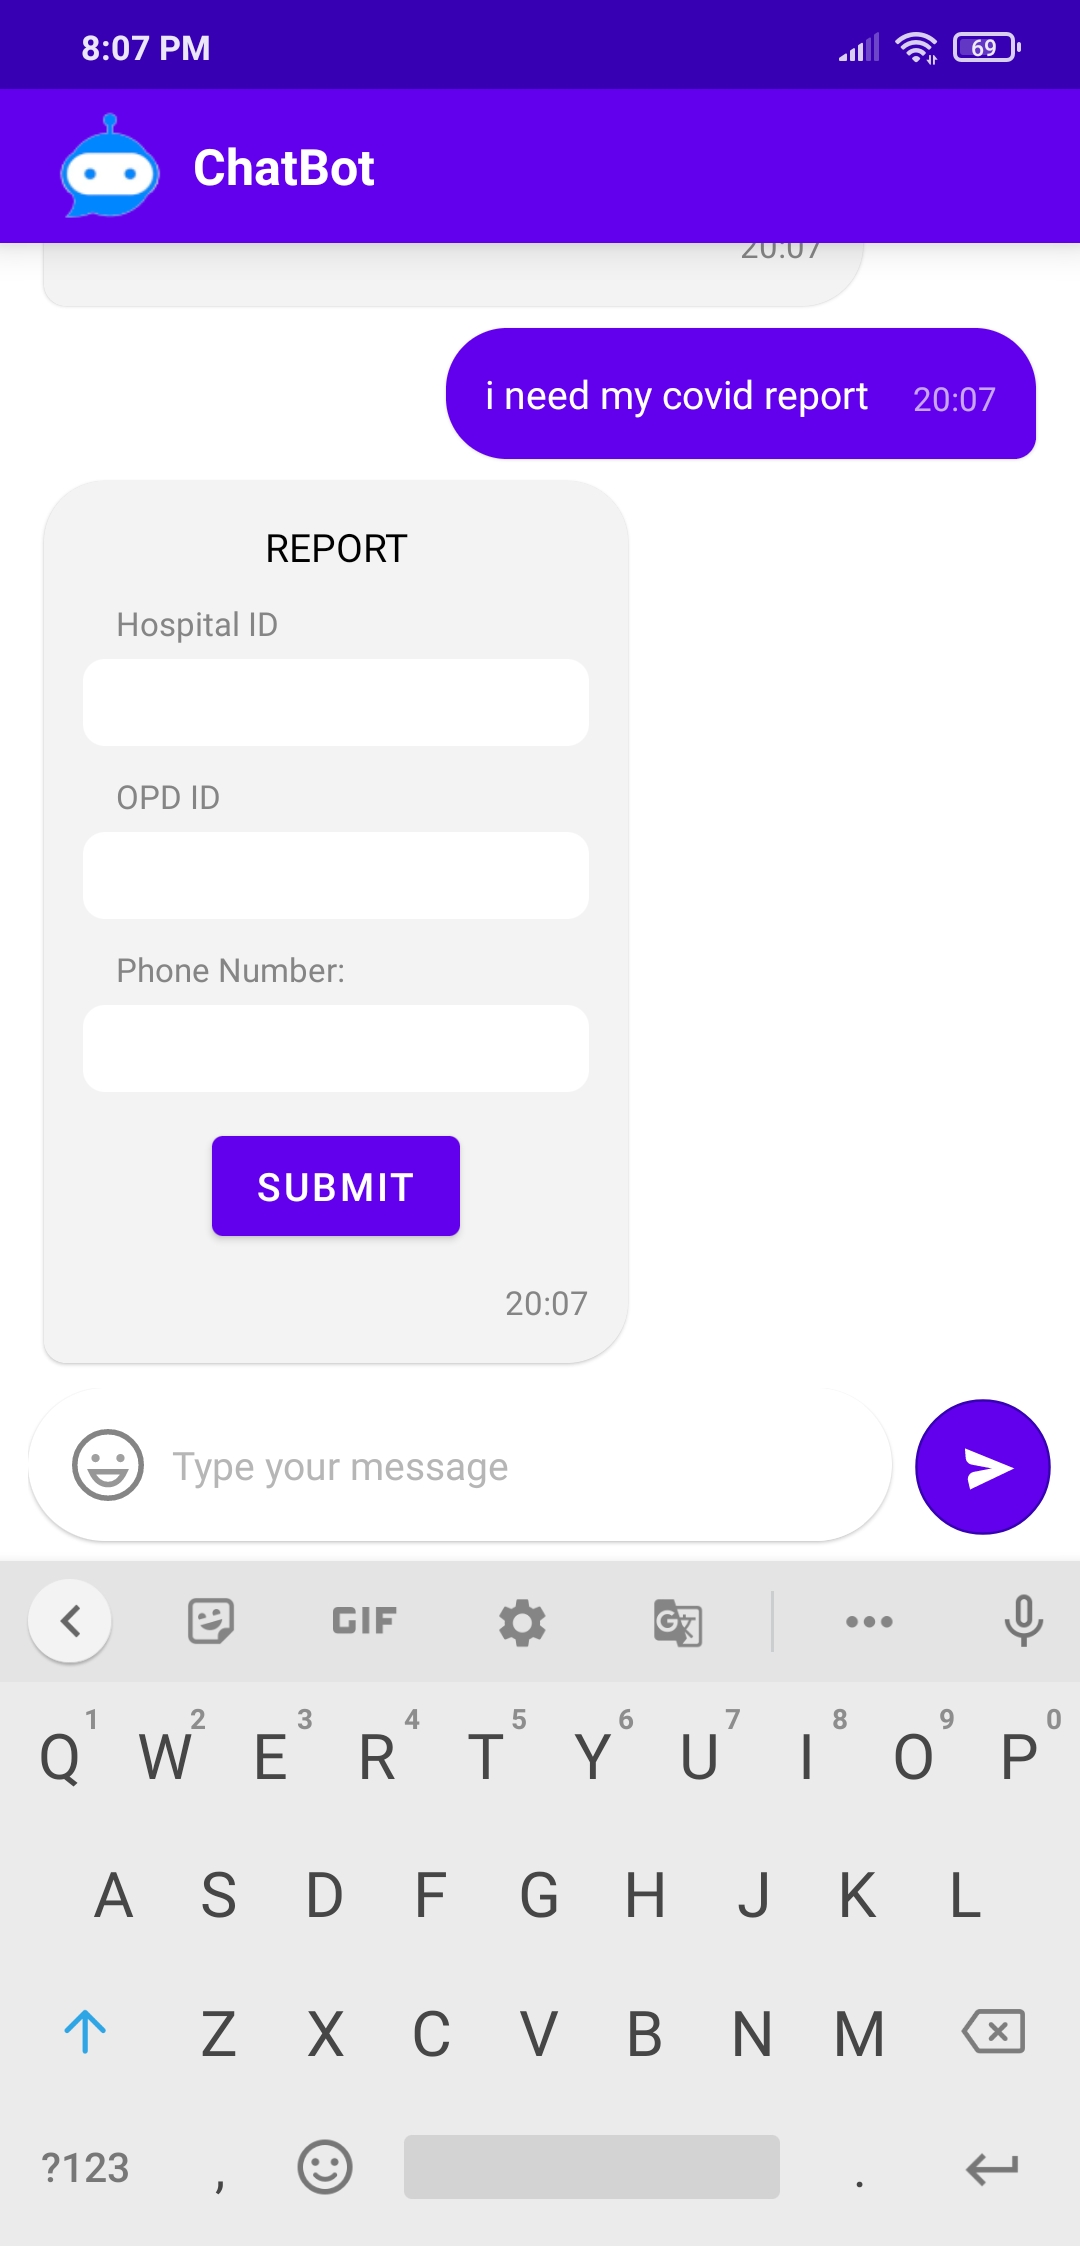 8:07 PM
69
ChatBot
20:07
i need my covid report 20:07
REPORT
Hospital ID
OPD ID
Phone Number:
SUBMIT
20:07
Type your message
GIF
G 文
1 2 3 4 5 6 7 8 9 0
Q W E R T Y U I O P
A S D F G H J K L
Z X C V B N M
?123 , .